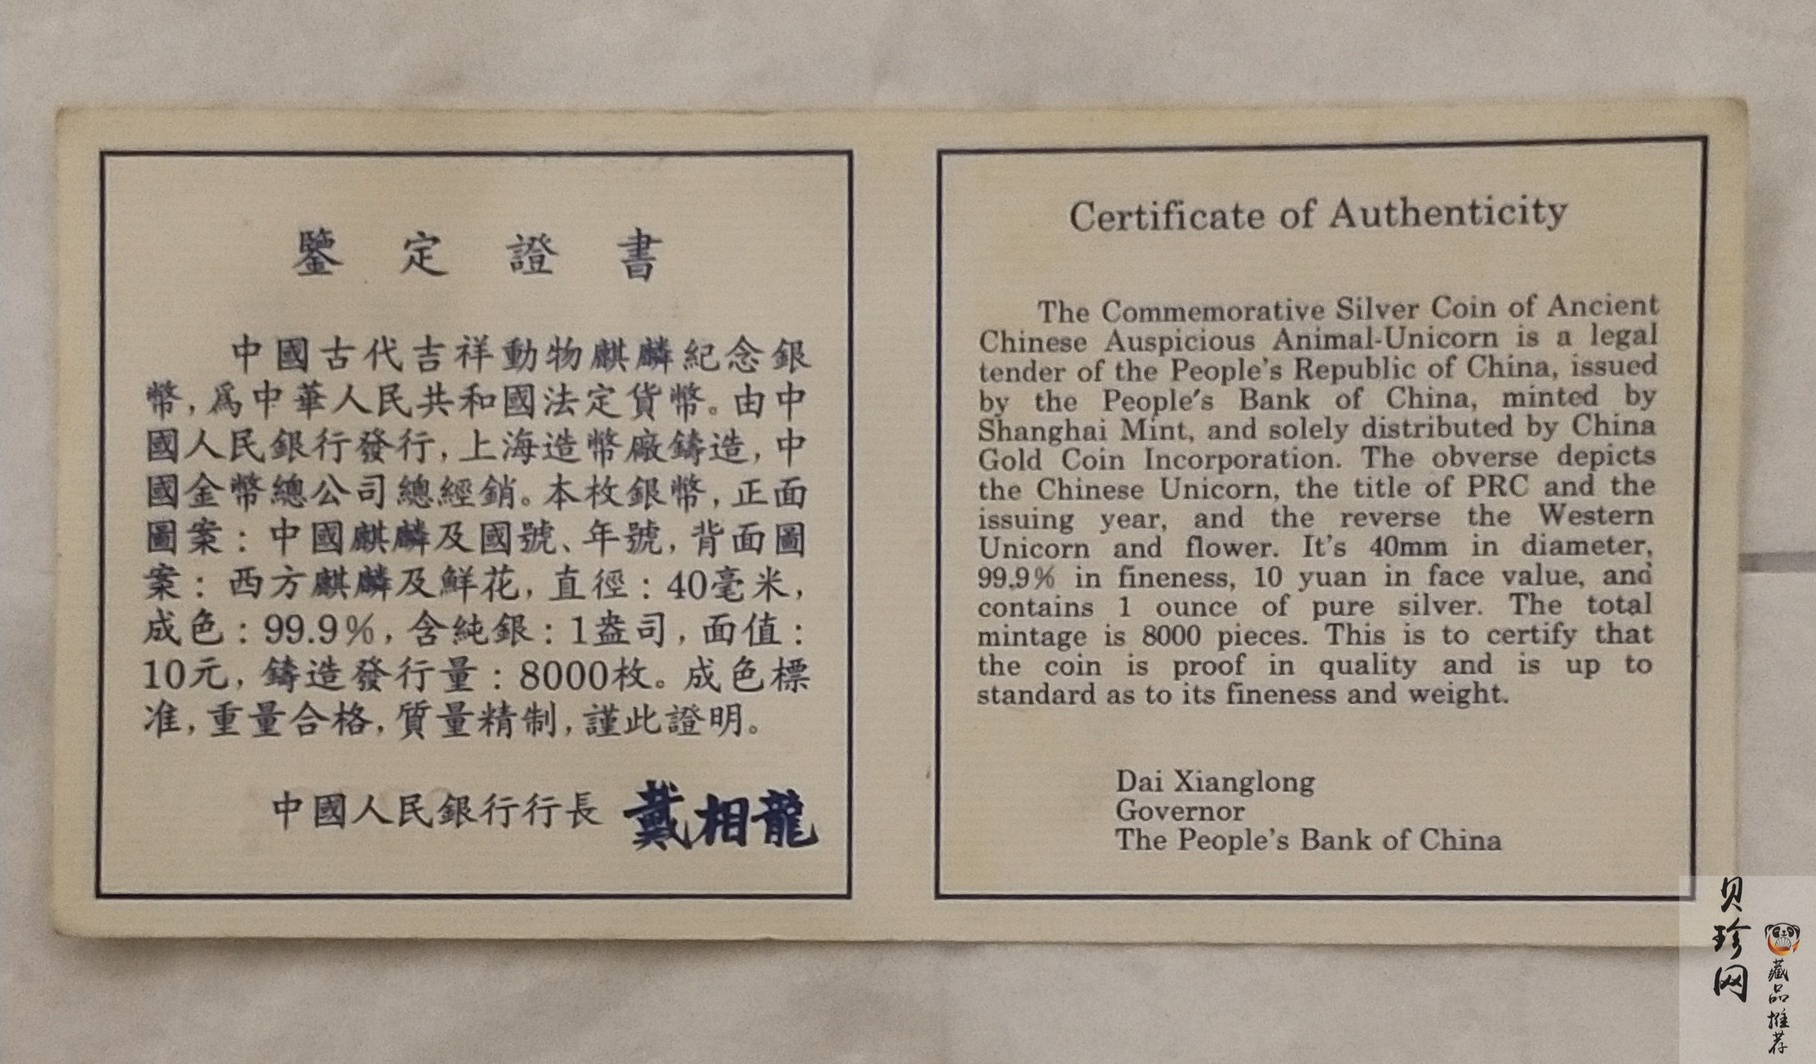 鑒定證書
中國古代吉祥動物麒麟紀念銀
幣,爲中華人民共和國法定貨幣。由中
國人民銀行發行,上海造幣廠鑄造,中
國金幣總公司總經銷。本枚銀幣,正面
圖案:中國麒麟及國號、年號,背面圖
案:西方麒麟及鮮花,直徑:40毫米,
成色:99.9%,含純銀:1盎司,面值:
10元,鑄造發行量:8000枚。成色標
准,重量合格,質量精制,謹此證明。
中國人民銀行行長 戴相龍
Certificate of Authenticity
The Commemorative Silver Coin of Ancient
Chinese Auspicious Animal-Unicorn is a legal
tender of the People's Republic of China, issued
by the People's Bank of China, minted by
Shanghai Mint, and solely distributed by China
Gold Coin Incorporation. The obverse depicts
the Chinese Unicorn, the title of PRC and the
issuing year, and the reverse the Western
Unicorn and flower. It's 40mm in diameter,
99.9% in fineness, 10 yuan in face value, and
contains 1 ounce of pure silver. The total
mintage is 8000 pieces. This is to certify that
the coin is proof in quality and is up to
standard as to its fineness and weight.
Dai Xianglong
Governor
The People's Bank of China
贝珍网
藏品推荐